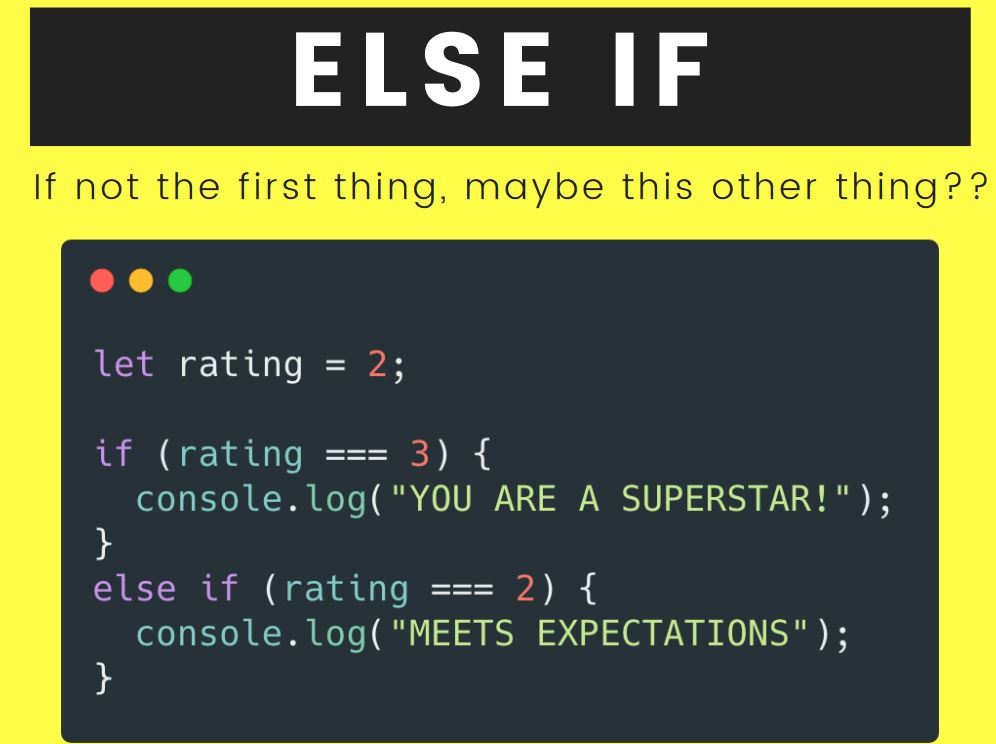 ELSE IF
If not the first thing, maybe this other thing??
let rating = 2;
if (rating === 3) {
  console.log("YOU ARE A SUPERSTAR!");
}
else if (rating === 2) {
  console.log("MEETS EXPECTATIONS");
}